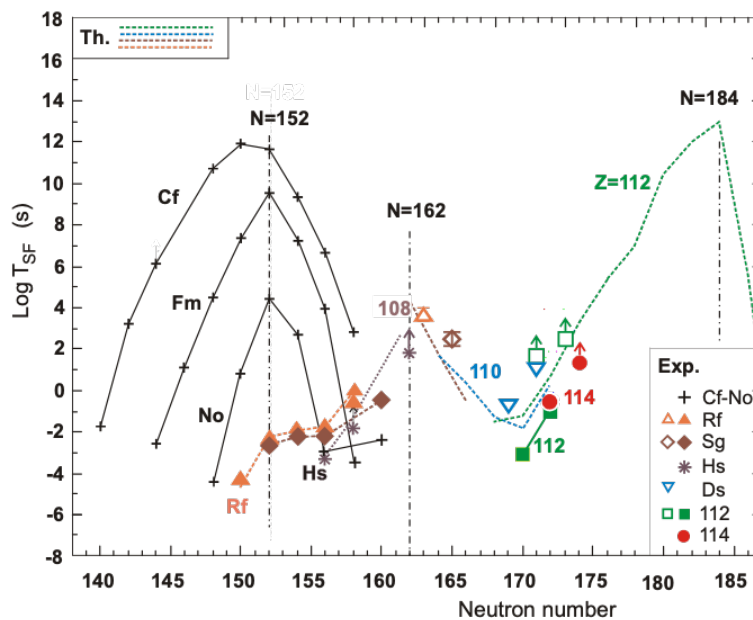 18
16
14
12
10
8
6
4
2
0
-2
-4
-6
-8
Log T_SF (s)
Th.
N=152
N=152
N=184
N=162
Cf
Fm
No
Rf
Hs
108
110
Z=112
114
112
Exp.
Cf-No
Rf
Sg
Hs
Ds
112
114
140 145 150 155 160 165 170 175 180 185
Neutron number